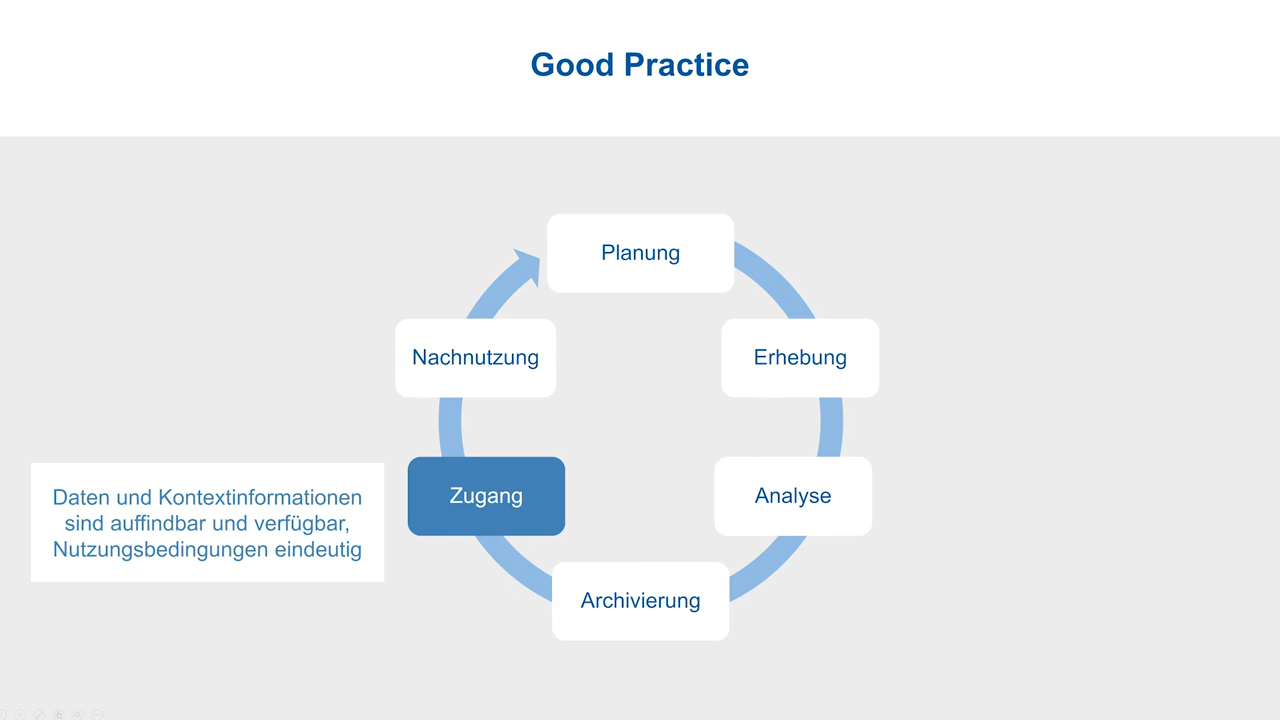 Good Practice
Planung
Nachnutzung
Erhebung
Zugang
Analyse
Daten und Kontextinformationen
sind auffindbar und verfügbar,
Nutzungsbedingungen eindeutig
Archivierung